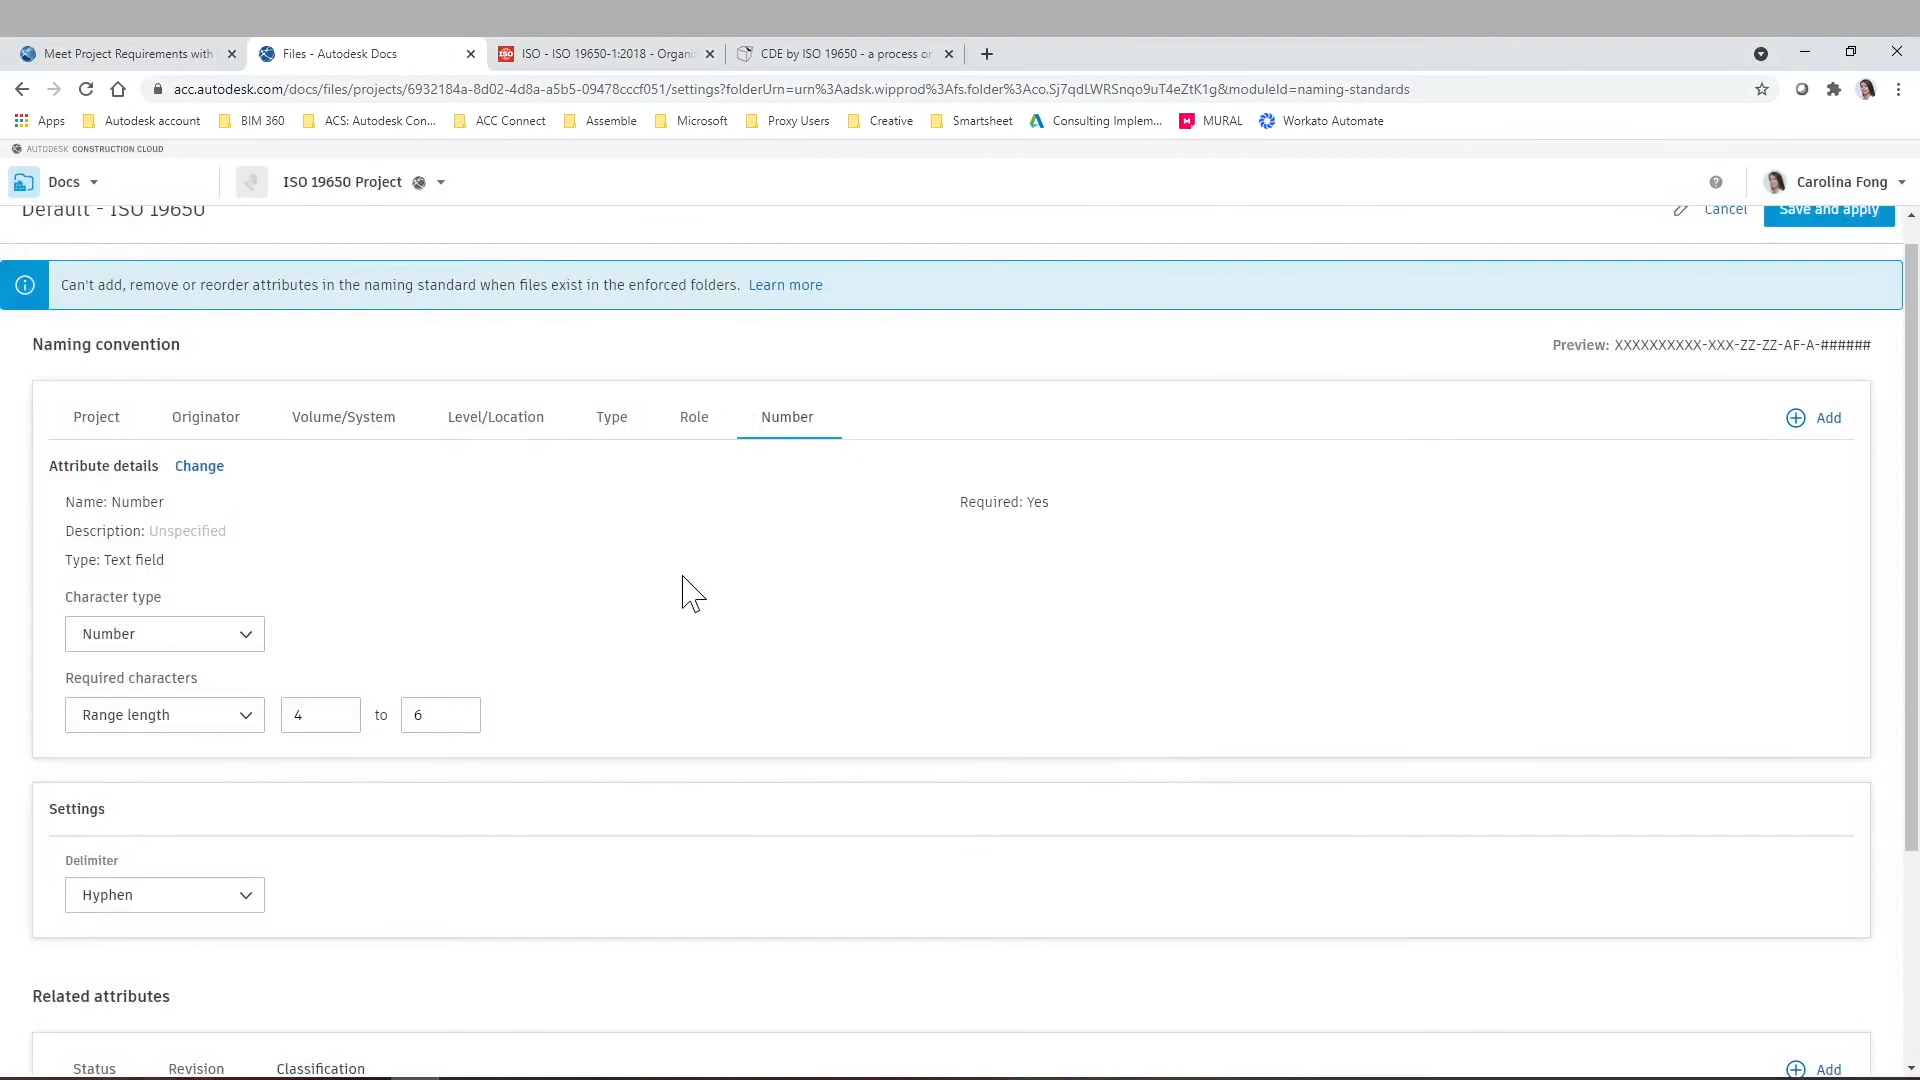 Meet Project Requirements with
Files - Autodesk Docs
ISO - ISO 19650-1:2018 - Organi
CDE by ISO 19650 - a process or
acc.autodesk.com/docs/files/projects/6932184a-8d02-4d8a-a5b5-09478cccf051/settings?folderUrn=urn%3Aadsk.wipprod%3Afs.folder%3Aco.Sj7qdLWRSnqo9uT4eZtK1g&moduleId=naming-standards
Apps Autodesk account BIM 360 ACS: Autodesk Con... ACC Connect Assemble Microsoft Proxy Users Creative Smartsheet Consulting Implem... MURAL Workato Automate
AUTODESK CONSTRUCTION CLOUD
Docs ISO 19650 Project Carolina Fong
Default - ISO 19650 Cancel Save and apply
Can't add, remove or reorder attributes in the naming standard when files exist in the enforced folders. Learn more
Naming convention Preview: XXXXXXXXXX-XXX-ZZ-ZZ-AF-A-######
Project Originator Volume/System Level/Location Type Role Number Add
Attribute details Change
Name: Number Required: Yes
Description: Unspecified
Type: Text field
Character type
Number
Required characters
Range length 4 to 6
Settings
Delimiter
Hyphen
Related attributes
Status Revision Classification Add